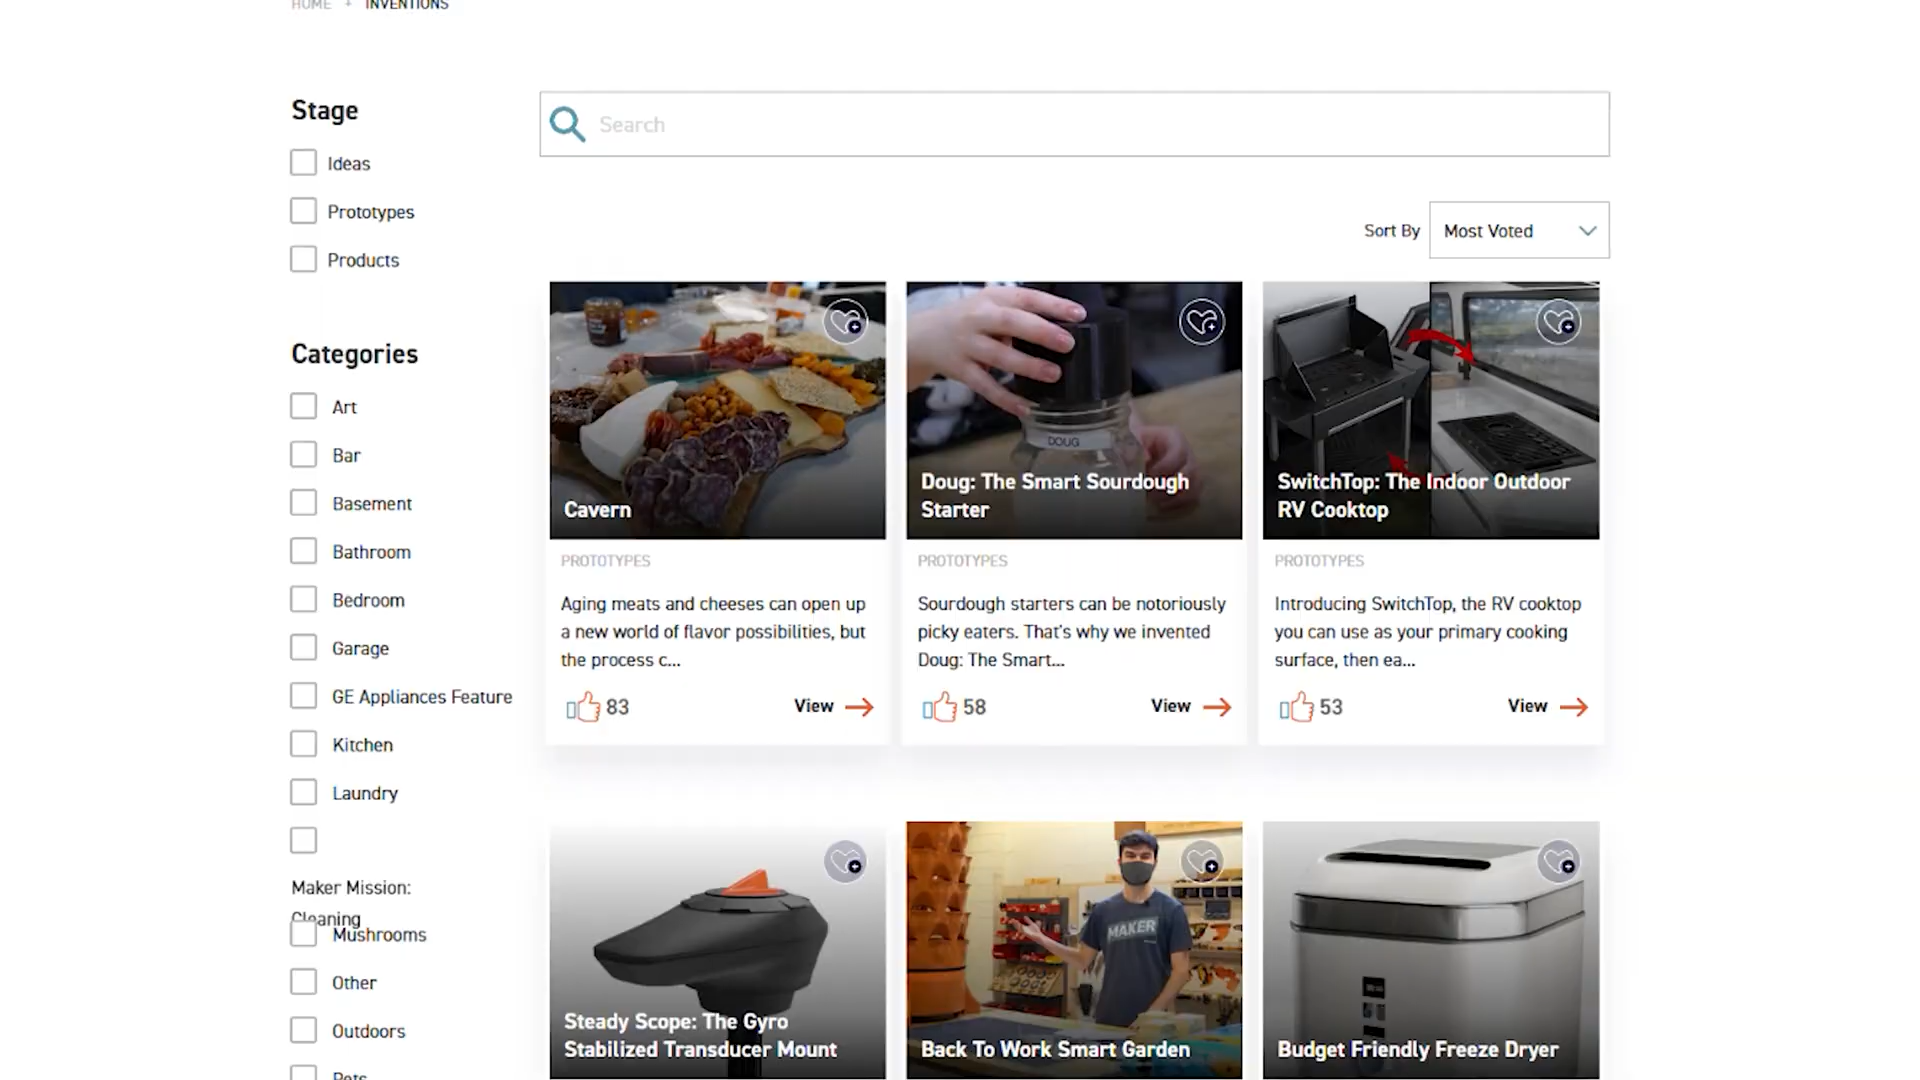 HOME + INVENTIONS
Stage
Ideas
Prototypes
Products
Categories
Art
Bar
Basement
Bathroom
Bedroom
Garage
GE Appliances Feature
Kitchen
Laundry
Maker Mission:
Cleaning
Mushrooms
Other
Outdoors
Pets
Search
Sort By Most Voted
Cavern
PROTOTYPES
Aging meats and cheeses can open up
a new world of flavor possibilities, but
the process c...
83 View
DOUG
Doug: The Smart Sourdough
Starter
PROTOTYPES
Sourdough starters can be notoriously
picky eaters. That's why we invented
Doug: The Smart...
58 View
SwitchTop: The Indoor Outdoor
RV Cooktop
PROTOTYPES
Introducing SwitchTop, the RV cooktop
you can use as your primary cooking
surface, then ea...
53 View
Steady Scope: The Gyro
Stabilized Transducer Mount
MAKER
Back To Work Smart Garden
Budget Friendly Freeze Dryer